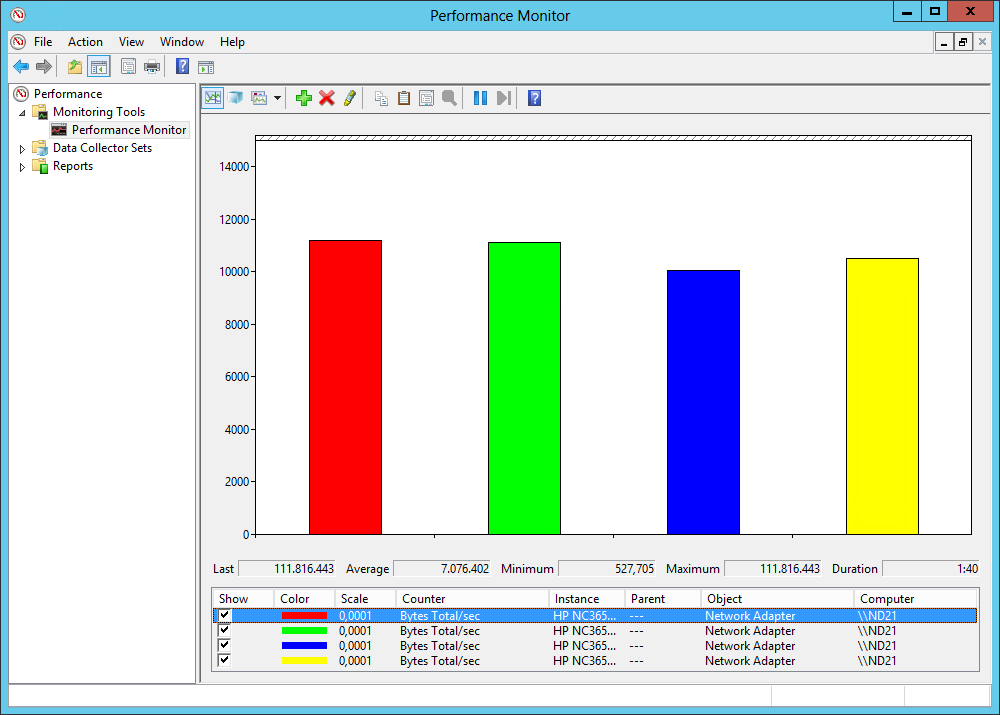 Performance Monitor
File Action View Window Help
Performance
Monitoring Tools
Performance Monitor
Data Collector Sets
Reports
14000
12000
10000
8000
6000
4000
2000
0
Last 111.816.443 Average 7.076.402 Minimum 527,705 Maximum 111.816.443 Duration 1:40
Show Color Scale Counter Instance Parent Object Computer
0,0001 Bytes Total/sec HP NC365... --- Network Adapter \\ND21
0,0001 Bytes Total/sec HP NC365... --- Network Adapter \\ND21
0,0001 Bytes Total/sec HP NC365... --- Network Adapter \\ND21
0,0001 Bytes Total/sec HP NC365... --- Network Adapter \\ND21